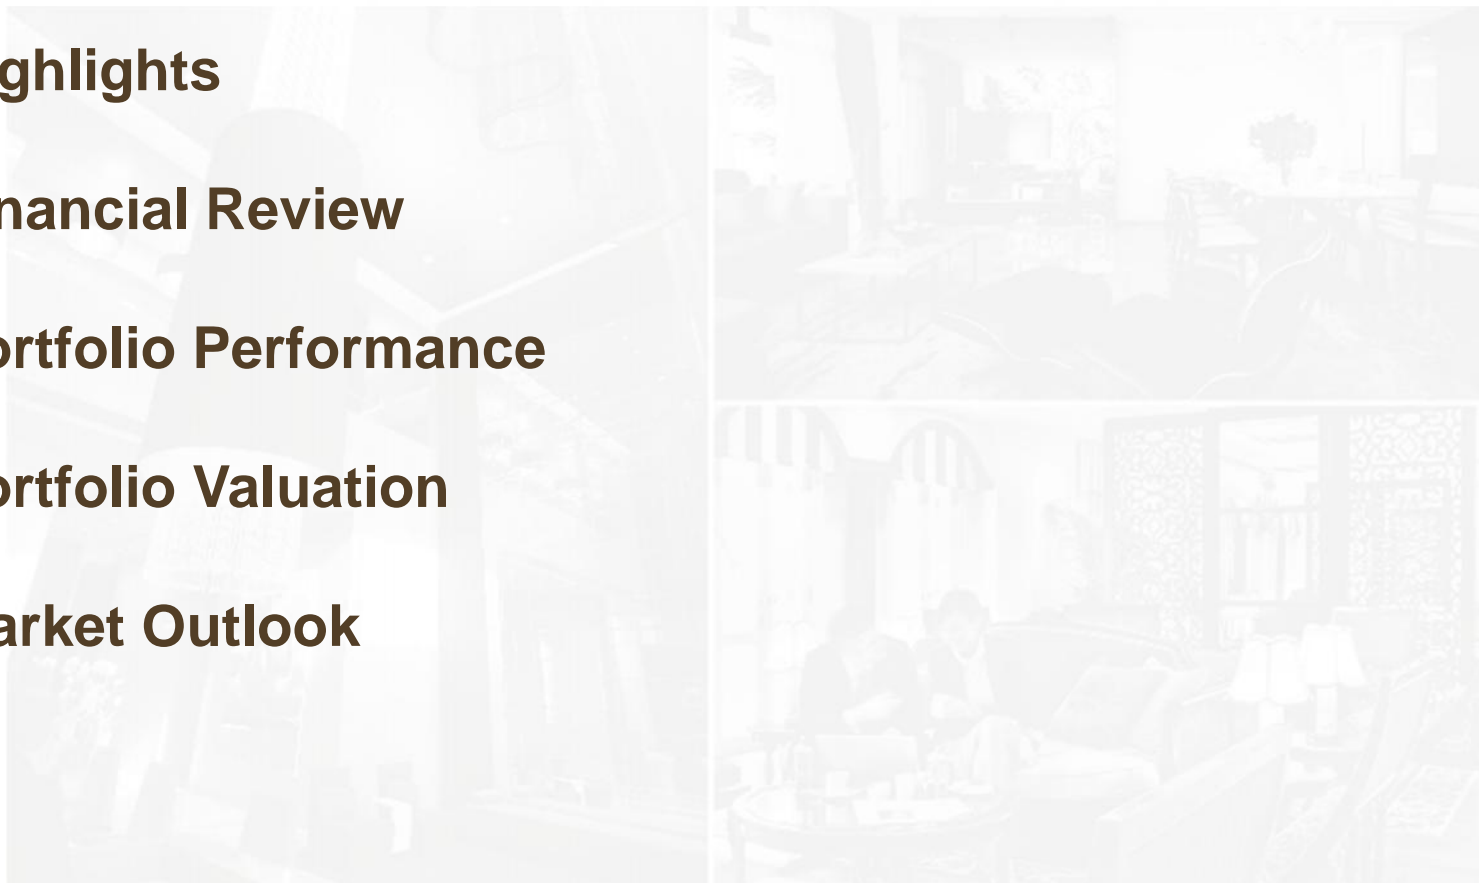 ghlights
nancial Review
ortfolio Performance
ortfolio Valuation
arket Outlook